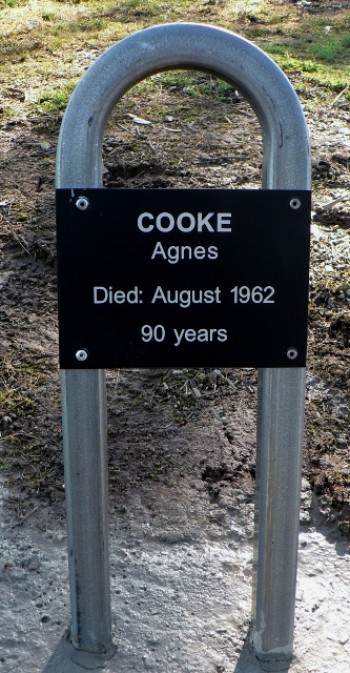 COOKE
Agnes
Died: August 1962
90 years